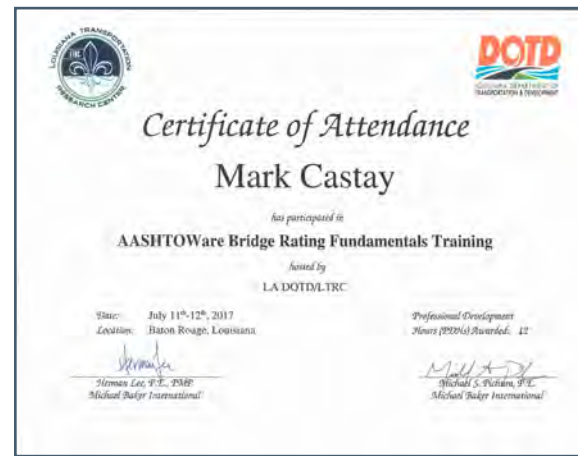 LOUISIANA TRANSPORTATION
RESEARCH CENTER
DOTD
LOUISIANA DEPARTMENT OF
TRANSPORTATION & DEVELOPMENT
Certificate of Attendance
Mark Castay
has participated in
AASHTOWare Bridge Rating Fundamentals Training
hosted by
LA DOTD/LTRC
Date: July 11th-12th, 2017
Location: Baton Rouge, Louisiana
Professional Development
Hours (PDHs) Awarded: 12
Herman Lee, P.E., PMP
Michael Baker International
Michael S. Pichura, P.E.
Michael Baker International